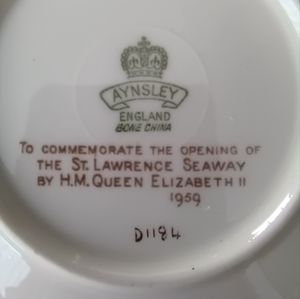 AYNSLEY
ENGLAND
BONE CHINA
TO COMMEMORATE THE OPENING OF
THE ST. LAWRENCE SEAWAY
BY H.M. QUEEN ELIZABETH II
1959
D1184